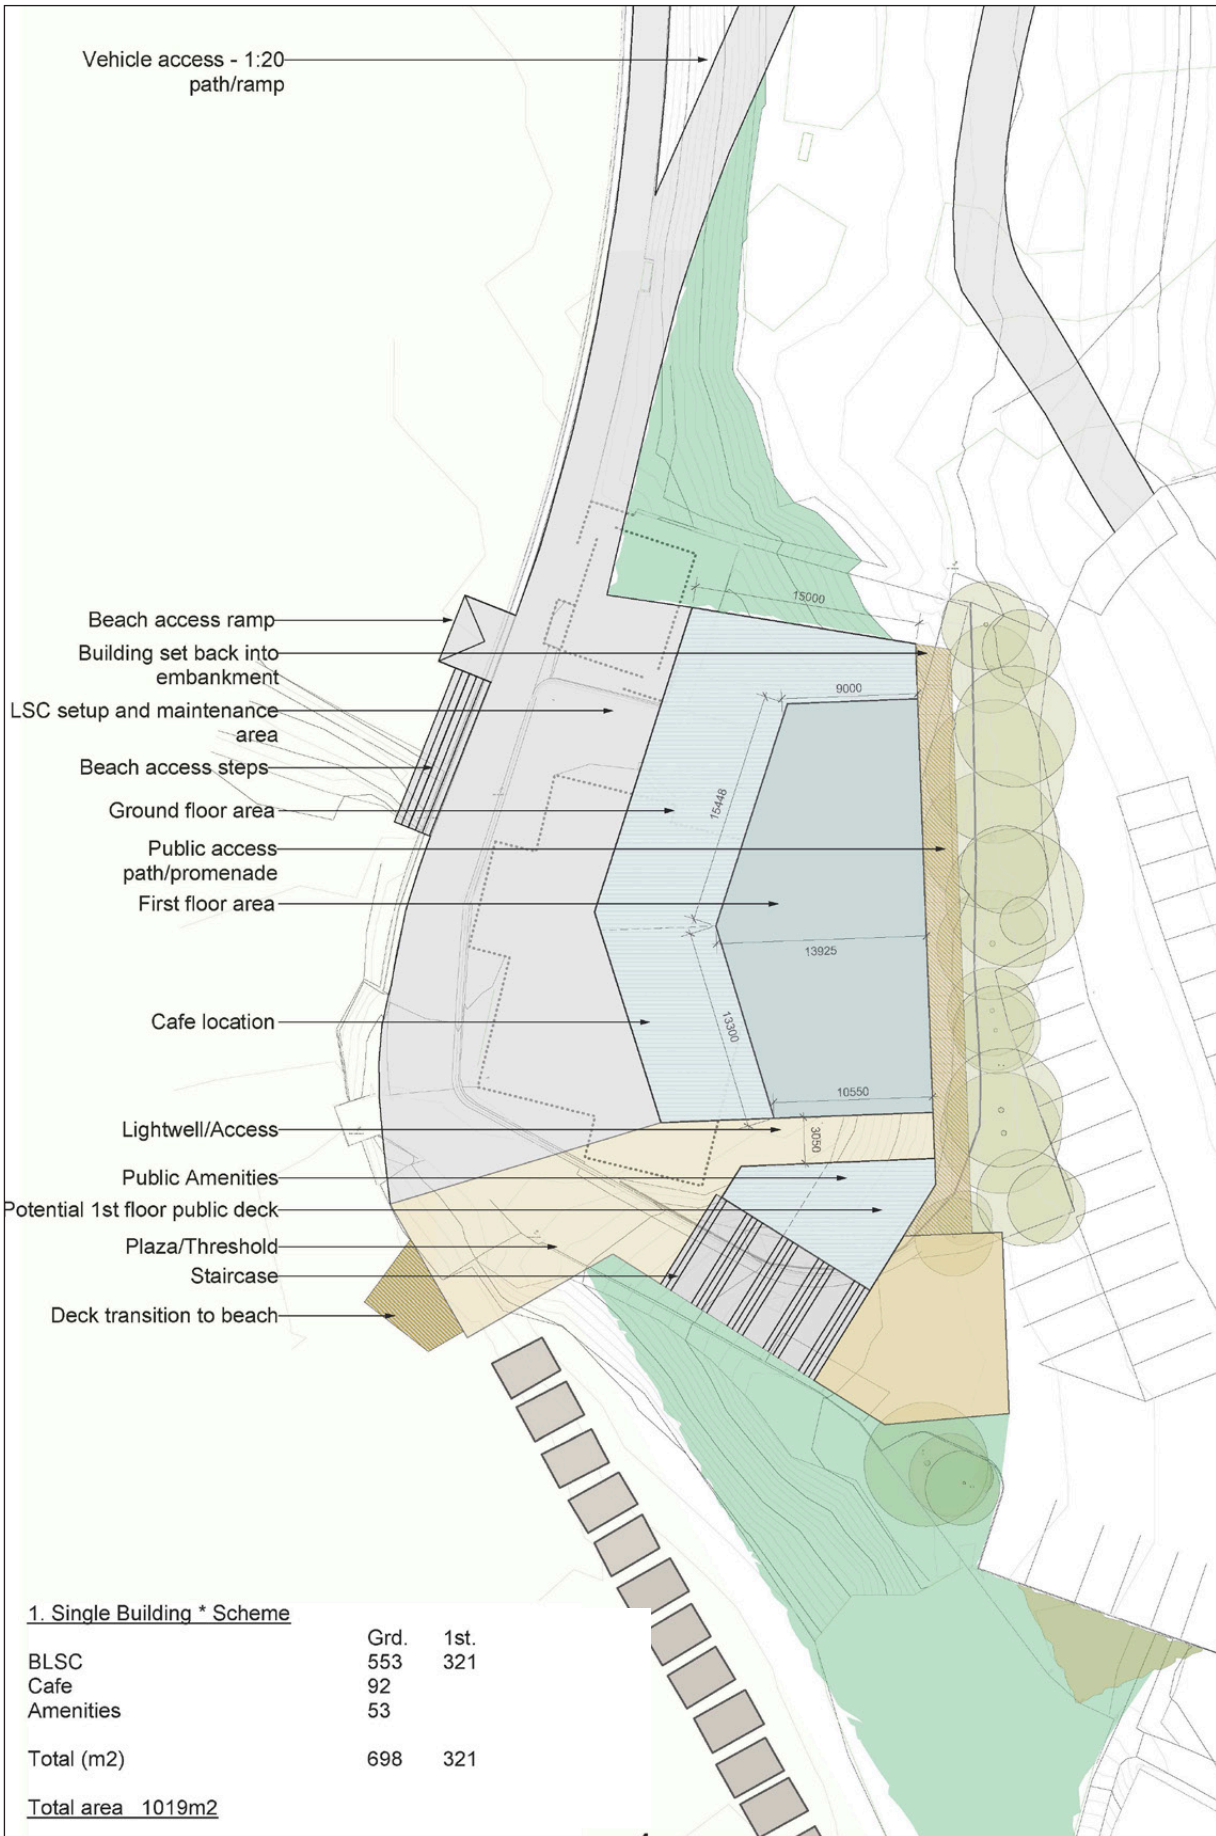 Vehicle access - 1:20
path/ramp
15000
Beach access ramp
Building set back into
embankment
9000
LSC setup and maintenance
area
Beach access steps
15448
Ground floor area
Public access
path/promenade
First floor area
13925
Cafe location
13300
10550
Lightwell/Access
3050
Public Amenities
Potential 1st floor public deck
Plaza/Threshold
Staircase
Deck transition to beach
1. Single Building * Scheme
Grd. 1st.
BLSC 553 321
Cafe 92
Amenities 53
Total (m2) 698 321
Total area 1019m2